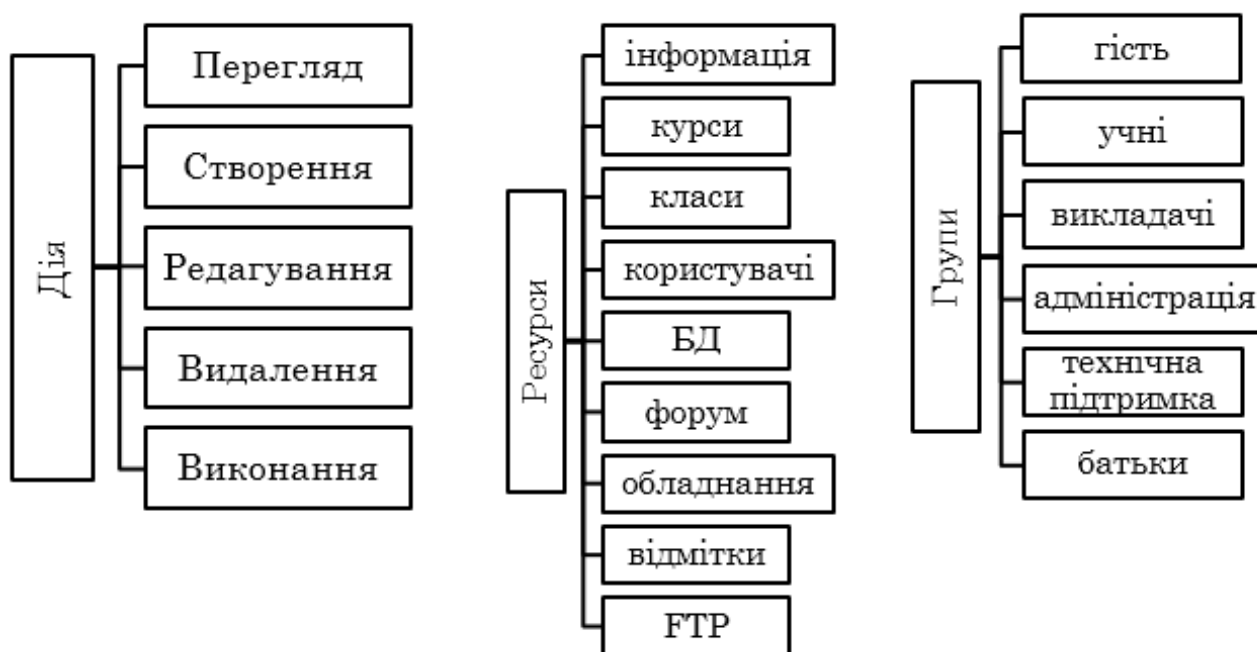 Дія
Перегляд
Створення
Редагування
Видалення
Виконання
Ресурси
інформація
курси
класи
користувачі
БД
форум
обладнання
відмітки
FTP
Групи
гість
учні
викладачі
адміністрація
технічна
підтримка
батьки